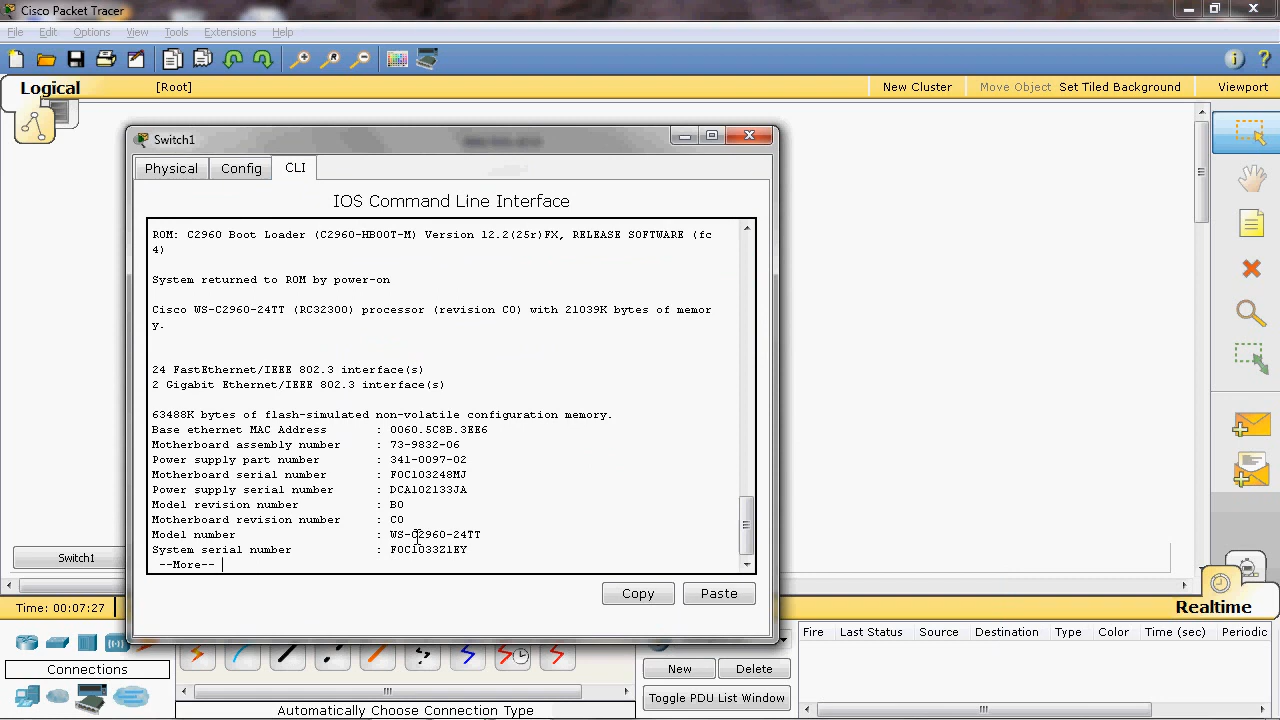 Cisco Packet Tracer
File Edit Options View Tools Extensions Help
Logical [Root] New Cluster Move Object Set Tiled Background Viewport
Switch1
Physical Config CLI
IOS Command Line Interface
ROM: C2960 Boot Loader (C2960-HBOOT-M) Version 12.2(25r)FX, RELEASE SOFTWARE (fc
4)
System returned to ROM by power-on
Cisco WS-C2960-24TT (RC32300) processor (revision C0) with 21039K bytes of memor
y.
24 FastEthernet/IEEE 802.3 interface(s)
2 Gigabit Ethernet/IEEE 802.3 interface(s)
63488K bytes of flash-simulated non-volatile configuration memory.
Base ethernet MAC Address : 0060.5C8B.3EE6
Motherboard assembly number : 73-9832-06
Power supply part number : 341-0097-02
Motherboard serial number : FOC103248MJ
Power supply serial number : DCA102133JA
Model revision number : B0
Motherboard revision number : C0
Model number : WS-C2960-24TT
System serial number : FOC1033Z1EY
--More--
Copy Paste
Switch1
Time: 00:07:27
Realtime
Connections
Automatically Choose Connection Type
New Delete
Toggle PDU List Window
Fi Last Status Source Destination Type Color Time (sec) Periodic